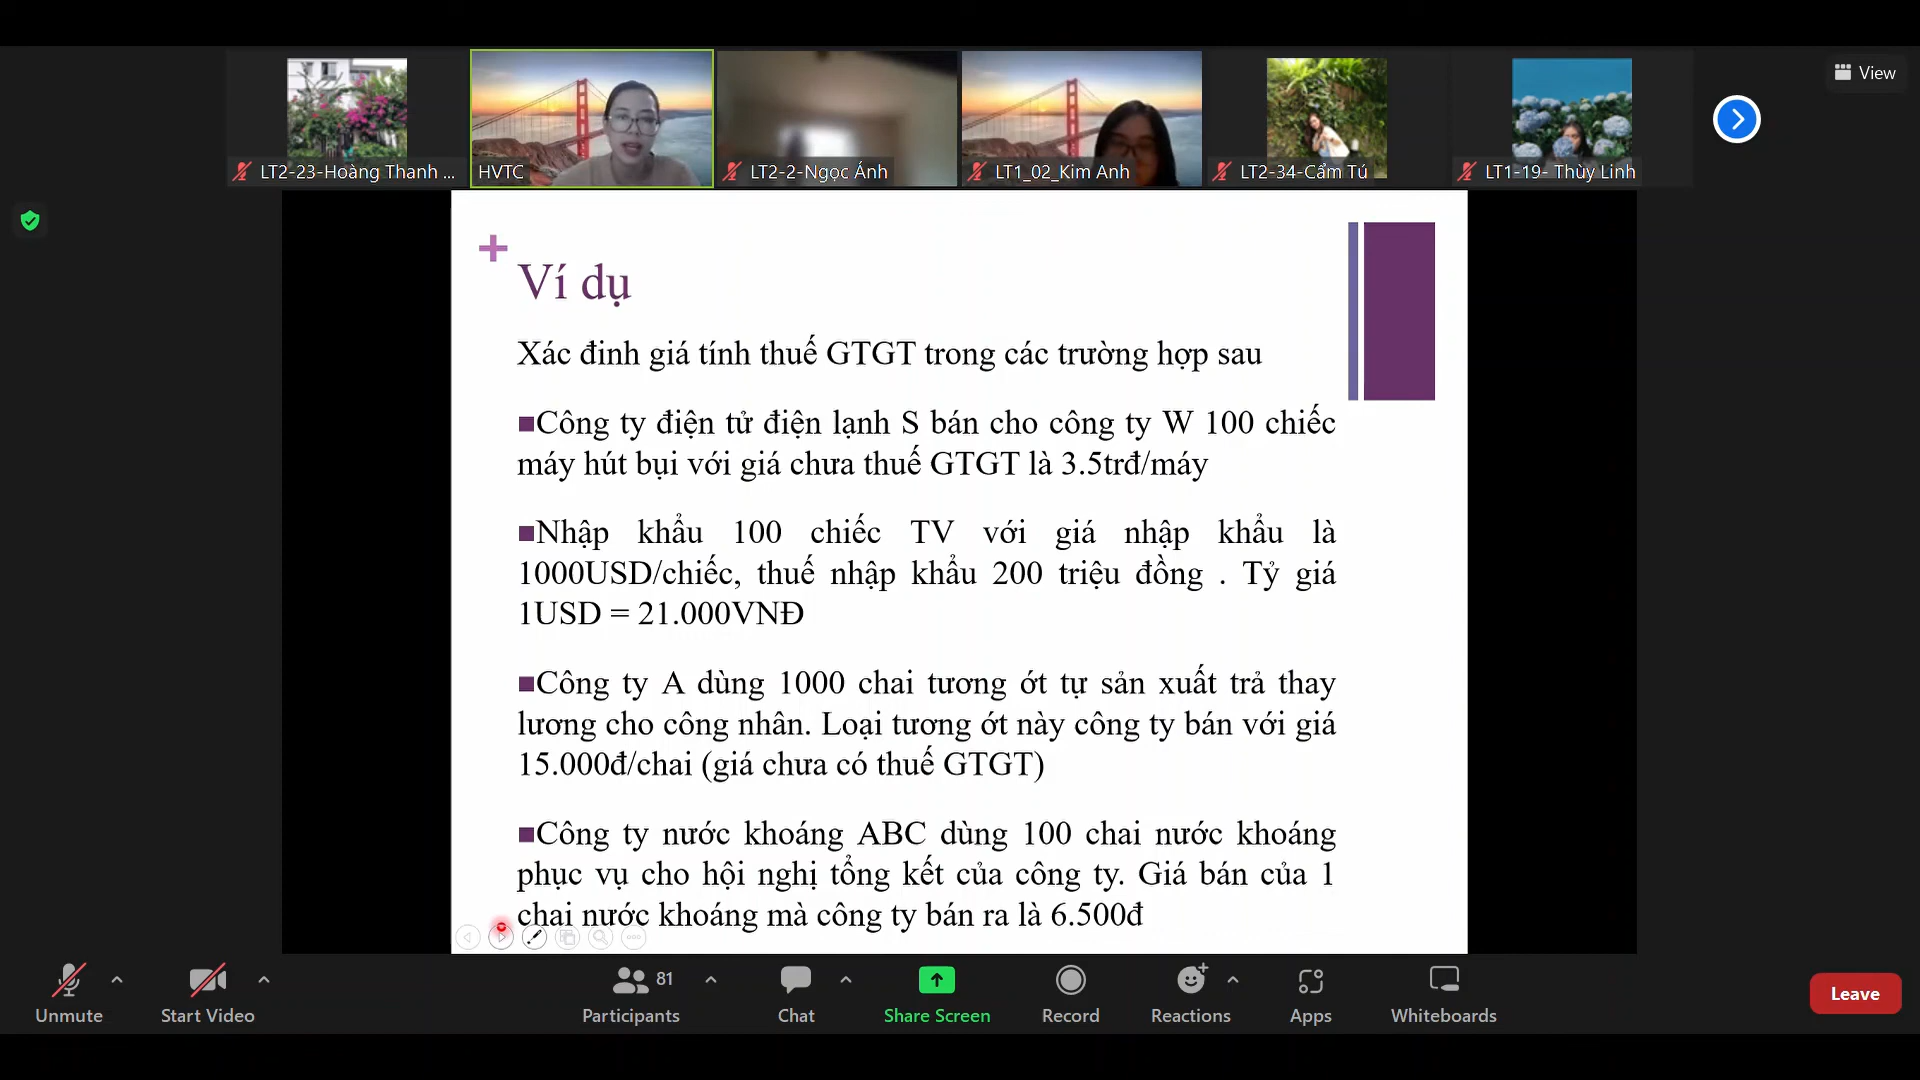 View
LT2-23-Hoàng Thanh ...
HVTC
LT2-2-Ngọc Ánh
LT1_02_Kim Anh
LT2-34-Cẩm Tú
LT1-19- Thùy Linh
Ví dụ
Xác đinh giá tính thuế GTGT trong các trường hợp sau
Công ty điện tử điện lạnh S bán cho công ty W 100 chiếc
máy hút bụi với giá chưa thuế GTGT là 3.5trđ/máy
Nhập khẩu 100 chiếc TV với giá nhập khẩu là
1000USD/chiếc, thuế nhập khẩu 200 triệu đồng . Tỷ giá
1USD = 21.000VNĐ
Công ty A dùng 1000 chai tương ớt tự sản xuất trả thay
lương cho công nhân. Loại tương ớt này công ty bán với giá
15.000đ/chai (giá chưa có thuế GTGT)
Công ty nước khoáng ABC dùng 100 chai nước khoáng
phục vụ cho hội nghị tổng kết của công ty. Giá bán của 1
chai nước khoáng mà công ty bán ra là 6.500đ
81
Unmute
Start Video
Participants
Chat
Share Screen
Record
Reactions
Apps
Whiteboards
Leave